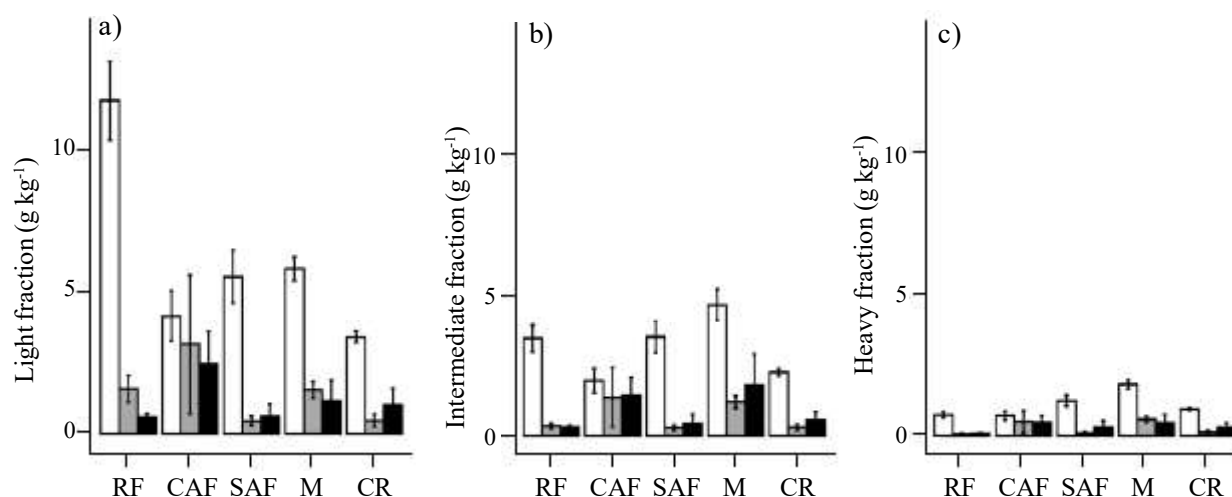 a)
Light fraction (g kg⁻¹)
10
5
0
RF CAF SAF M CR
b)
Intermediate fraction (g kg⁻¹)
10
5
0
RF CAF SAF M CR
c)
Heavy fraction (g kg⁻¹)
10
5
0
RF CAF SAF M CR